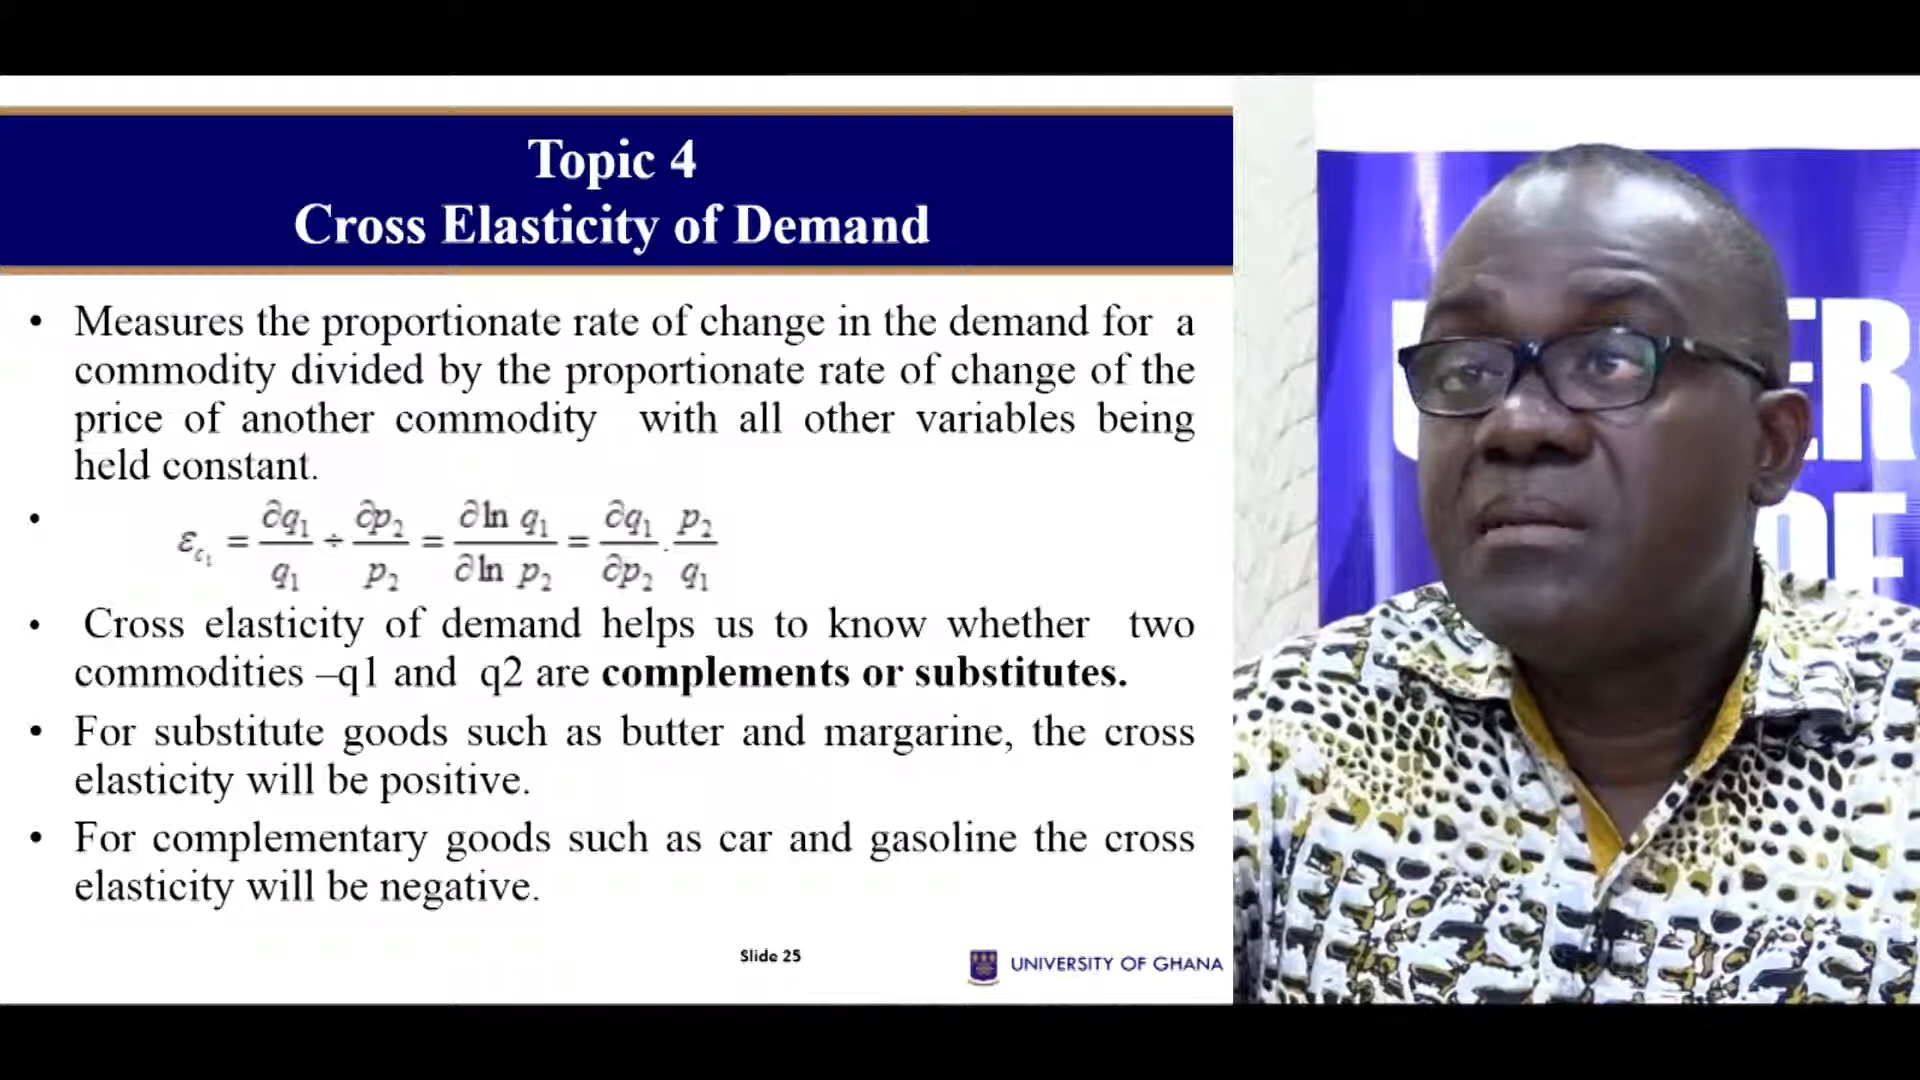 Topic 4
Cross Elasticity of Demand
• Measures the proportionate rate of change in the demand for a
commodity divided by the proportionate rate of change of the
price of another commodity with all other variables being
held constant.
• ε_{c_1} = ∂q_1/q_1 ÷ ∂p_2/p_2 = ∂ln q_1/∂ln p_2 = ∂q_1/∂p_2 . p_2/q_1
• Cross elasticity of demand helps us to know whether two
commodities –q1 and q2 are complements or substitutes.
• For substitute goods such as butter and margarine, the cross
elasticity will be positive.
• For complementary goods such as car and gasoline the cross
elasticity will be negative.
Slide 25
UNIVERSITY OF GHANA
ER
OF